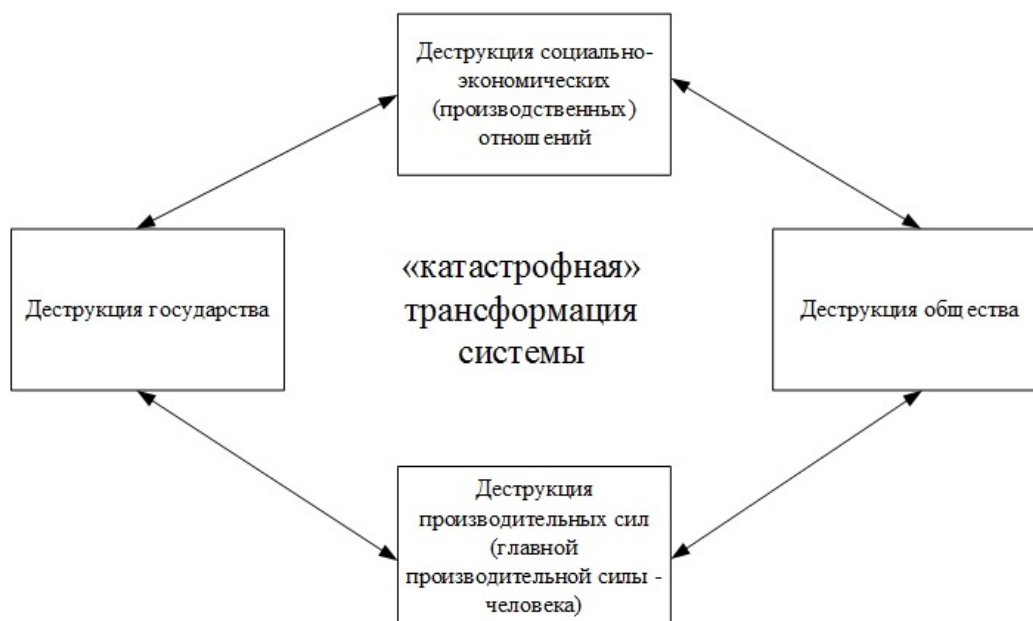 Деструкция социально-
экономических
(производственных)
отношений
«катастрофная»
трансформация
системы
Деструкция государства
Деструкция общества
Деструкция
производительных сил
(главной
производительной силы -
человека)